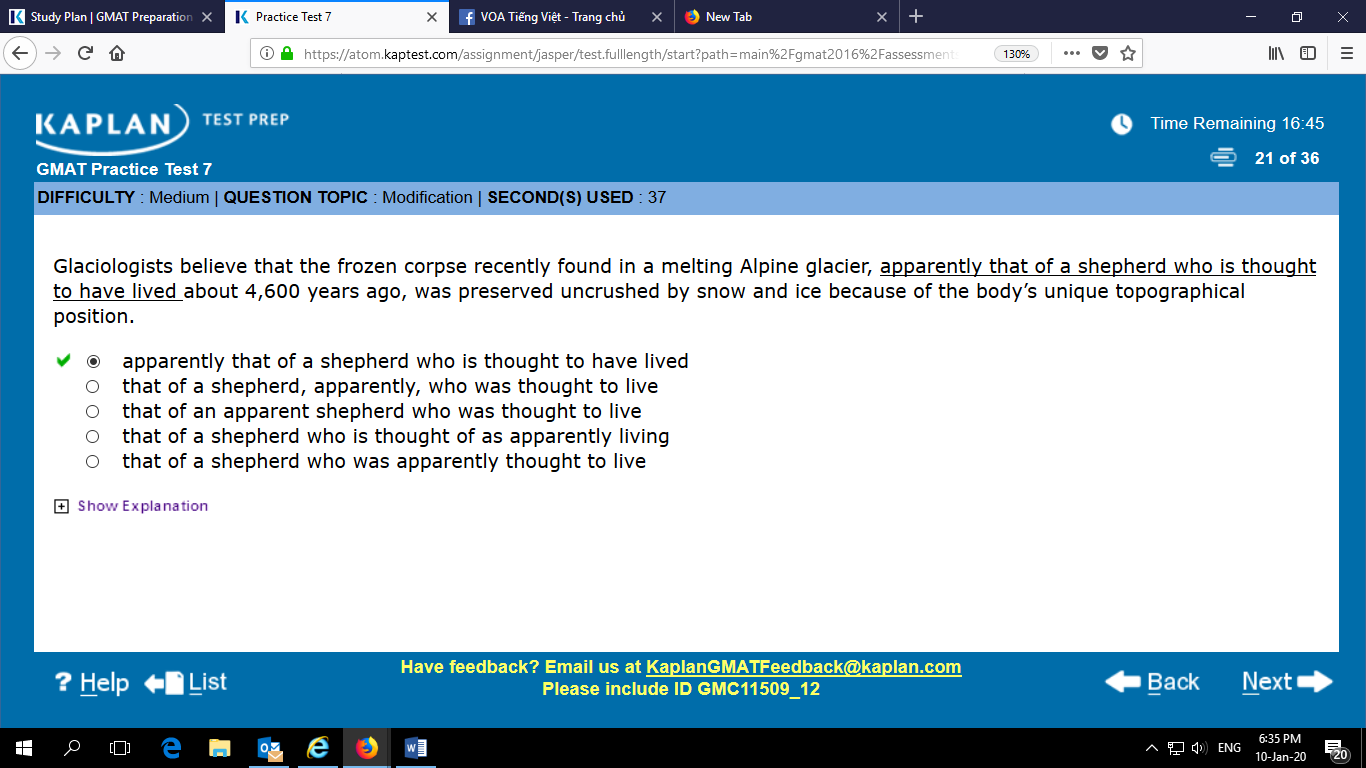 Study Plan | GMAT Preparation
Practice Test 7
VOA Tiếng Việt - Trang chủ
New Tab
https://atom.kaptest.com/assignment/jasper/test.fulllength/start?path=main%2Fgmat2016%2Fassessment
130%
KAPLAN TEST PREP
Time Remaining 16:45
GMAT Practice Test 7
21 of 36
DIFFICULTY : Medium | QUESTION TOPIC : Modification | SECOND(S) USED : 37
Glaciologists believe that the frozen corpse recently found in a melting Alpine glacier, apparently that of a shepherd who is thought
to have lived about 4,600 years ago, was preserved uncrushed by snow and ice because of the body's unique topographical
position.
apparently that of a shepherd who is thought to have lived
that of a shepherd, apparently, who was thought to live
that of an apparent shepherd who was thought to live
that of a shepherd who is thought of as apparently living
that of a shepherd who was apparently thought to live
Show Explanation
Have feedback? Email us at KaplanGMATFeedback@kaplan.com
Please include ID GMC11509_12
? Help
List
Back
Next
ENG
6:35 PM
10-Jan-20
20